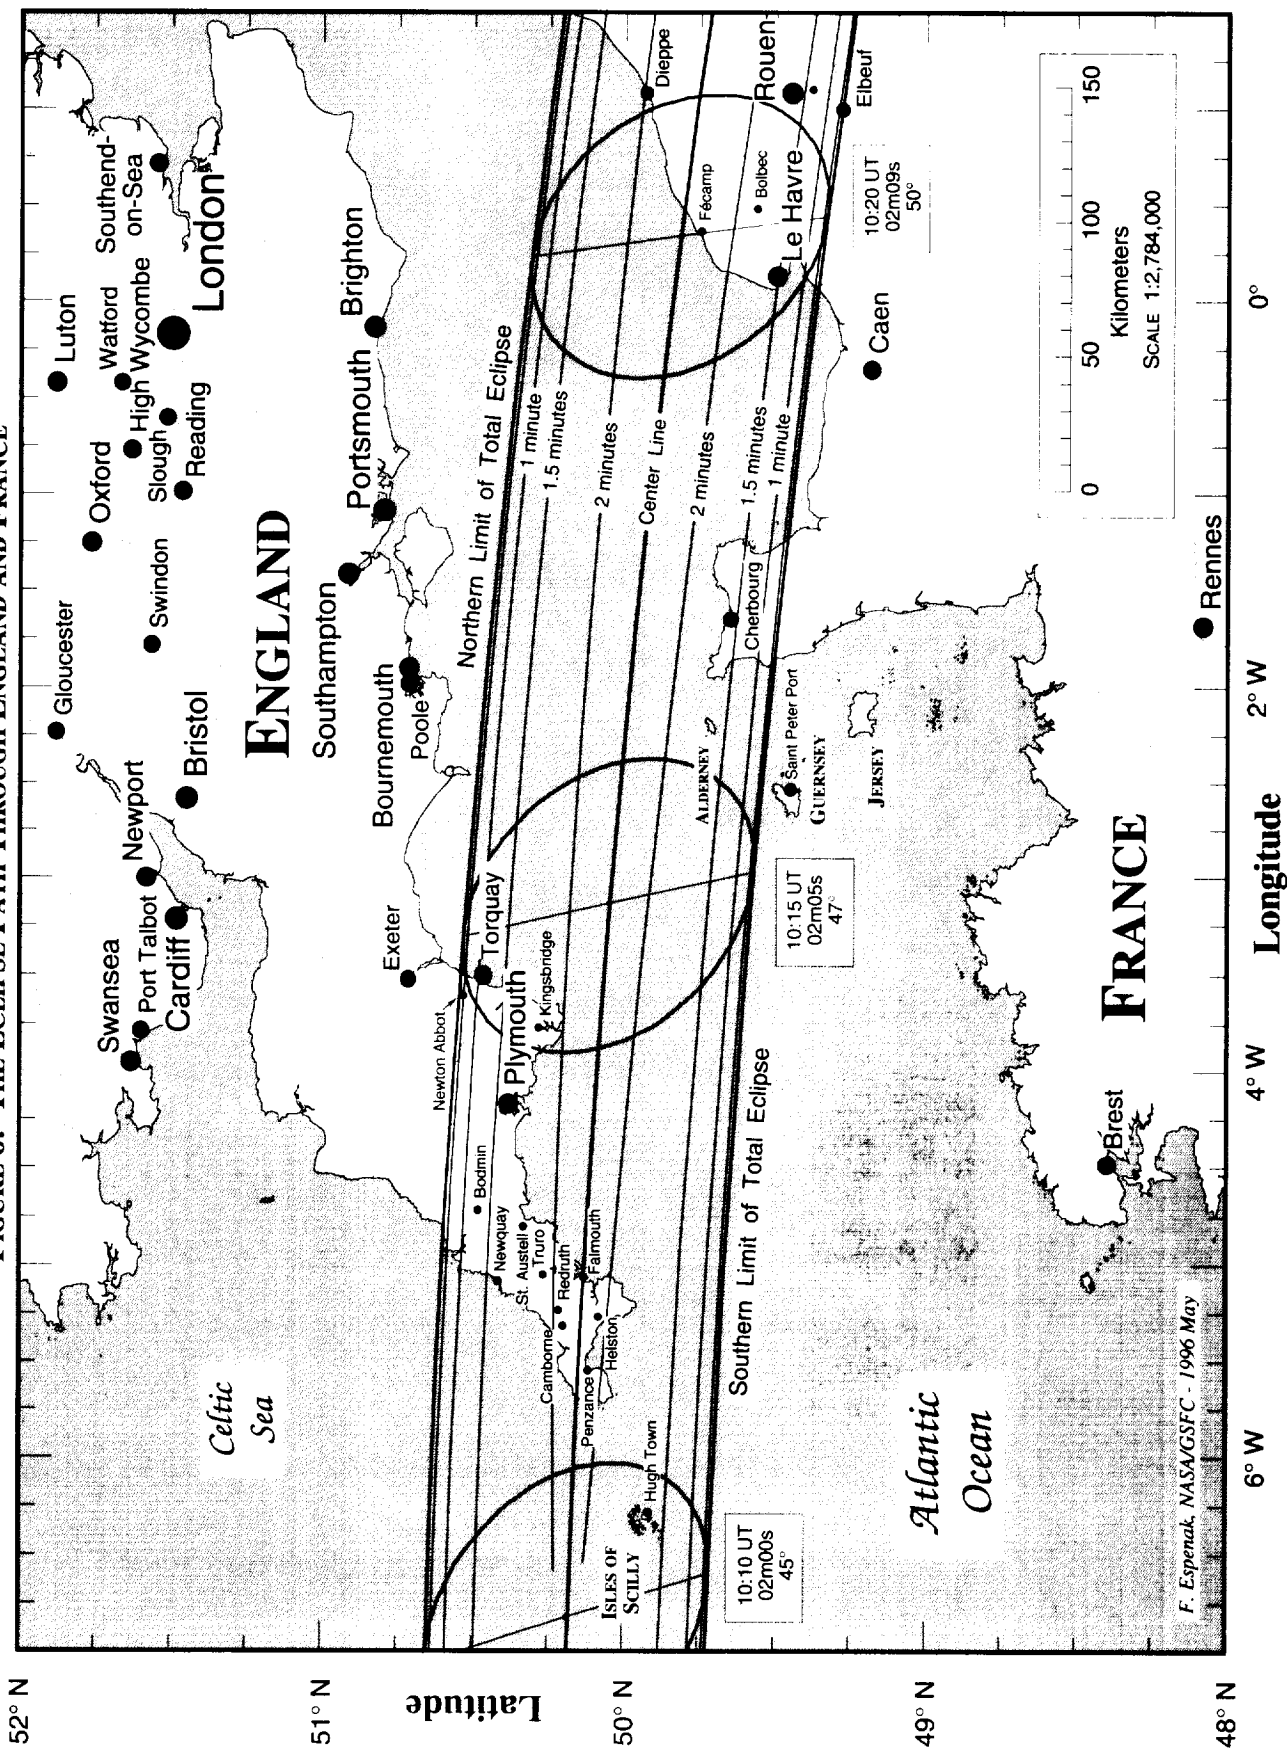 FIGURE 8: THE ECLIPSE PATH THROUGH ENGLAND AND FRANCE
Gloucester
Oxford
Luton
Watford
High Wycombe
Southend-
on-Sea
London
Slough
Reading
Swindon
Swansea
Port Talbot
Newport
Cardiff
Bristol
ENGLAND
Southampton
Portsmouth
Brighton
Bournemouth
Poole
Exeter
Newton Abbot
Torquay
Plymouth
Kingsbridge
Bodmin
Newquay
St. Austell
Truro
Redruth
Camborne
Falmouth
Helston
Penzance
Hugh Town
ISLES OF
SCILLY
Celtic
Sea
Northern Limit of Total Eclipse
1 minute
1.5 minutes
2 minutes
Center Line
2 minutes
1.5 minutes
1 minute
Southern Limit of Total Eclipse
Dieppe
Rouen
Elbeuf
Fécamp
Bolbec
Le Havre
Caen
Cherbourg
ALDERNEY
Saint Peter Port
GUERNSEY
JERSEY
10:10 UT
02m00s
45°
10:15 UT
02m05s
47°
10:20 UT
02m09s
50°
Atlantic
Ocean
FRANCE
Brest
Rennes
0
50
100
150
Kilometers
SCALE 1:2,784,000
F. Espenak, NASA/GSFC - 1996 May
52° N
51° N
50° N
49° N
48° N
Latitude
6° W
4° W
2° W
0°
Longitude